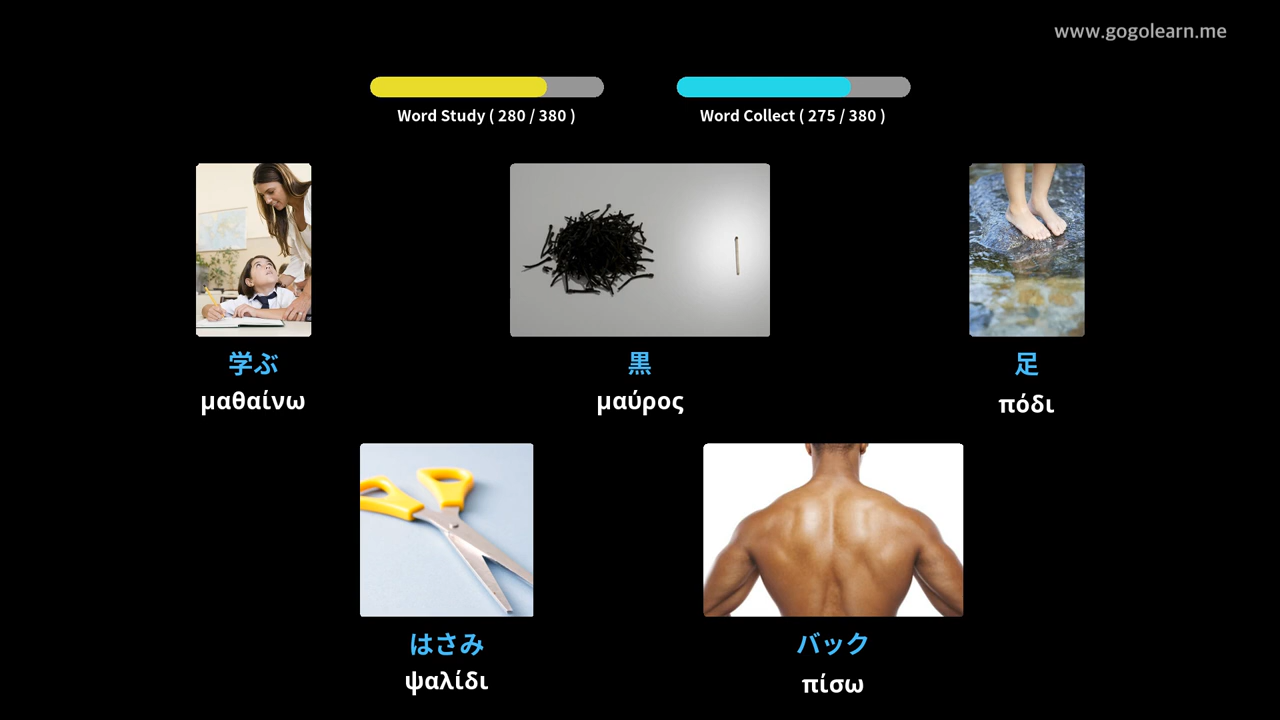 www.gogolearn.me
Word Study ( 280 / 380 )
Word Collect ( 275 / 380 )
学ぶ
μαθαίνω
黒
μαύρος
足
πόδι
はさみ
ψαλίδι
バック
πίσω